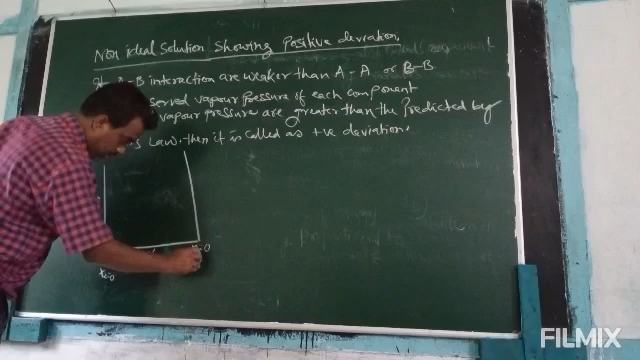 Non ideal solution showing Positive deviation.
B interaction are weaker than A-A or B-B
served vapour pressure of each component
vapour pressure are greater than the Predicted by
s Law. then it is called as +ve deviation.
FILMIX